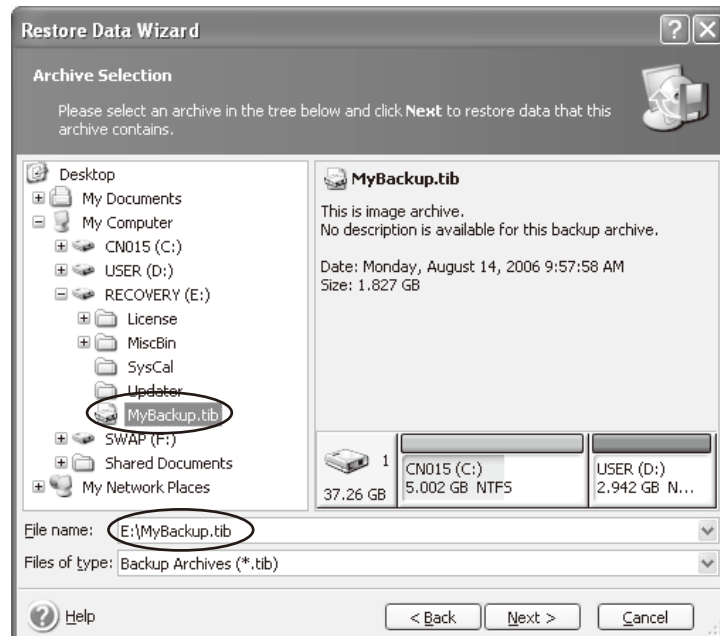 Restore Data Wizard
Archive Selection
Please select an archive in the tree below and click Next to restore data that this
archive contains.
Desktop
My Documents
My Computer
CN015 (C:)
USER (D:)
RECOVERY (E:)
License
MiscBin
SysCal
Updater
MyBackup.tib
SWAP (F:)
Shared Documents
My Network Places
MyBackup.tib
This is image archive.
No description is available for this backup archive.
Date: Monday, August 14, 2006 9:57:58 AM
Size: 1.827 GB
1
37.26 GB
CN015 (C:)
5.002 GB NTFS
USER (D:)
2.942 GB N...
File name: E:\MyBackup.tib
Files of type: Backup Archives (*.tib)
Help
< Back Next > Cancel